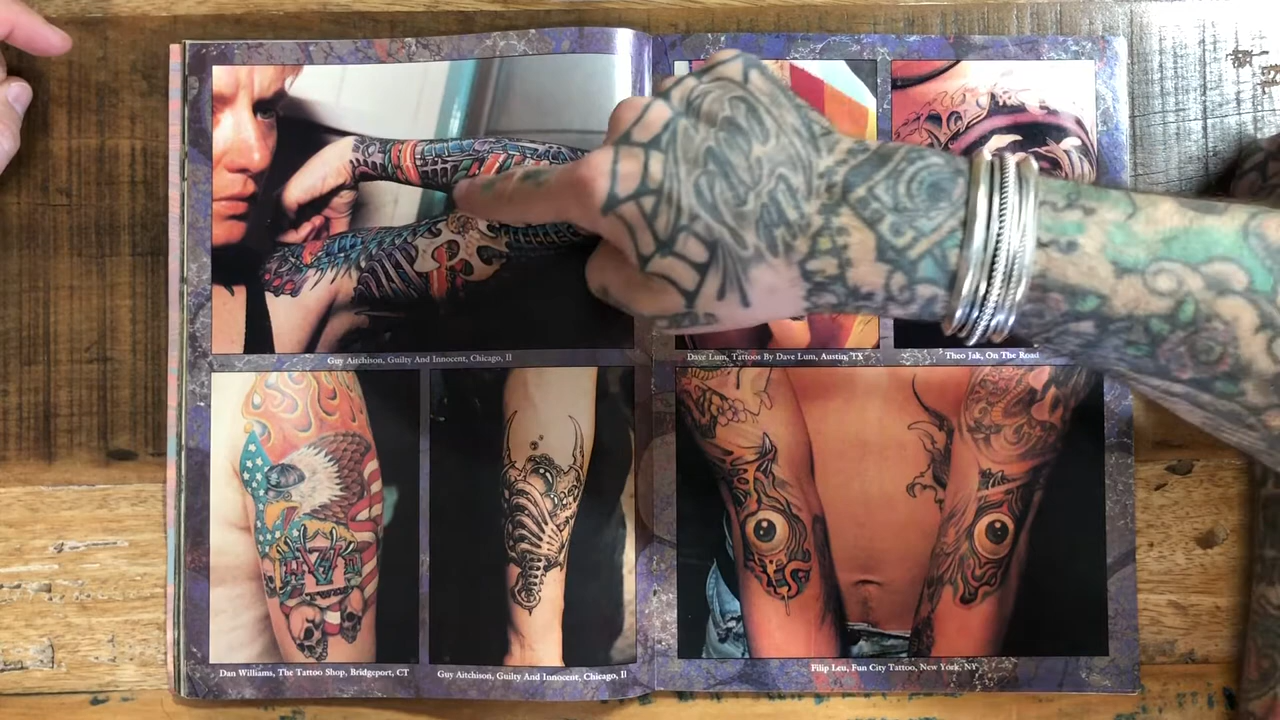 Guy Aitchison, Guilty And Innocent, Chicago, Il
Dave Lum, Tattoos By Dave Lum, Austin, TX
Theo Jak, On The Road
Dan Williams, The Tattoo Shop, Bridgeport, CT
Guy Aitchison, Guilty And Innocent, Chicago, Il
Filip Leu, Fun City Tattoo, New York, NY